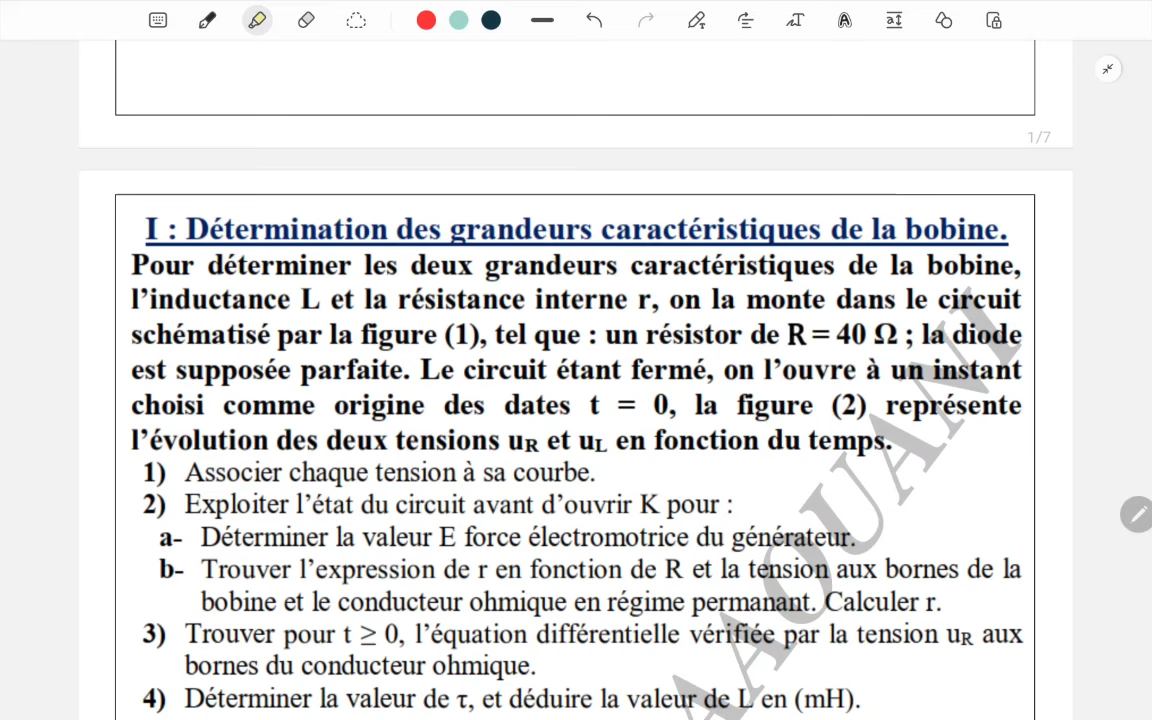 1/7
I : Détermination des grandeurs caractéristiques de la bobine.
Pour déterminer les deux grandeurs caractéristiques de la bobine,
l’inductance L et la résistance interne r, on la monte dans le circuit
schématisé par la figure (1), tel que : un résistor de R = 40 Ω ; la diode
est supposée parfaite. Le circuit étant fermé, on l’ouvre à un instant
choisi comme origine des dates t = 0, la figure (2) représente
l’évolution des deux tensions uR et uL en fonction du temps.
1) Associer chaque tension à sa courbe.
2) Exploiter l’état du circuit avant d’ouvrir K pour :
a- Déterminer la valeur E force électromotrice du générateur.
b- Trouver l’expression de r en fonction de R et la tension aux bornes de la
bobine et le conducteur ohmique en régime permanant. Calculer r.
3) Trouver pour t ≥ 0, l’équation différentielle vérifiée par la tension uR aux
bornes du conducteur ohmique.
4) Déterminer la valeur de τ, et déduire la valeur de L en (mH).
AAOUANI